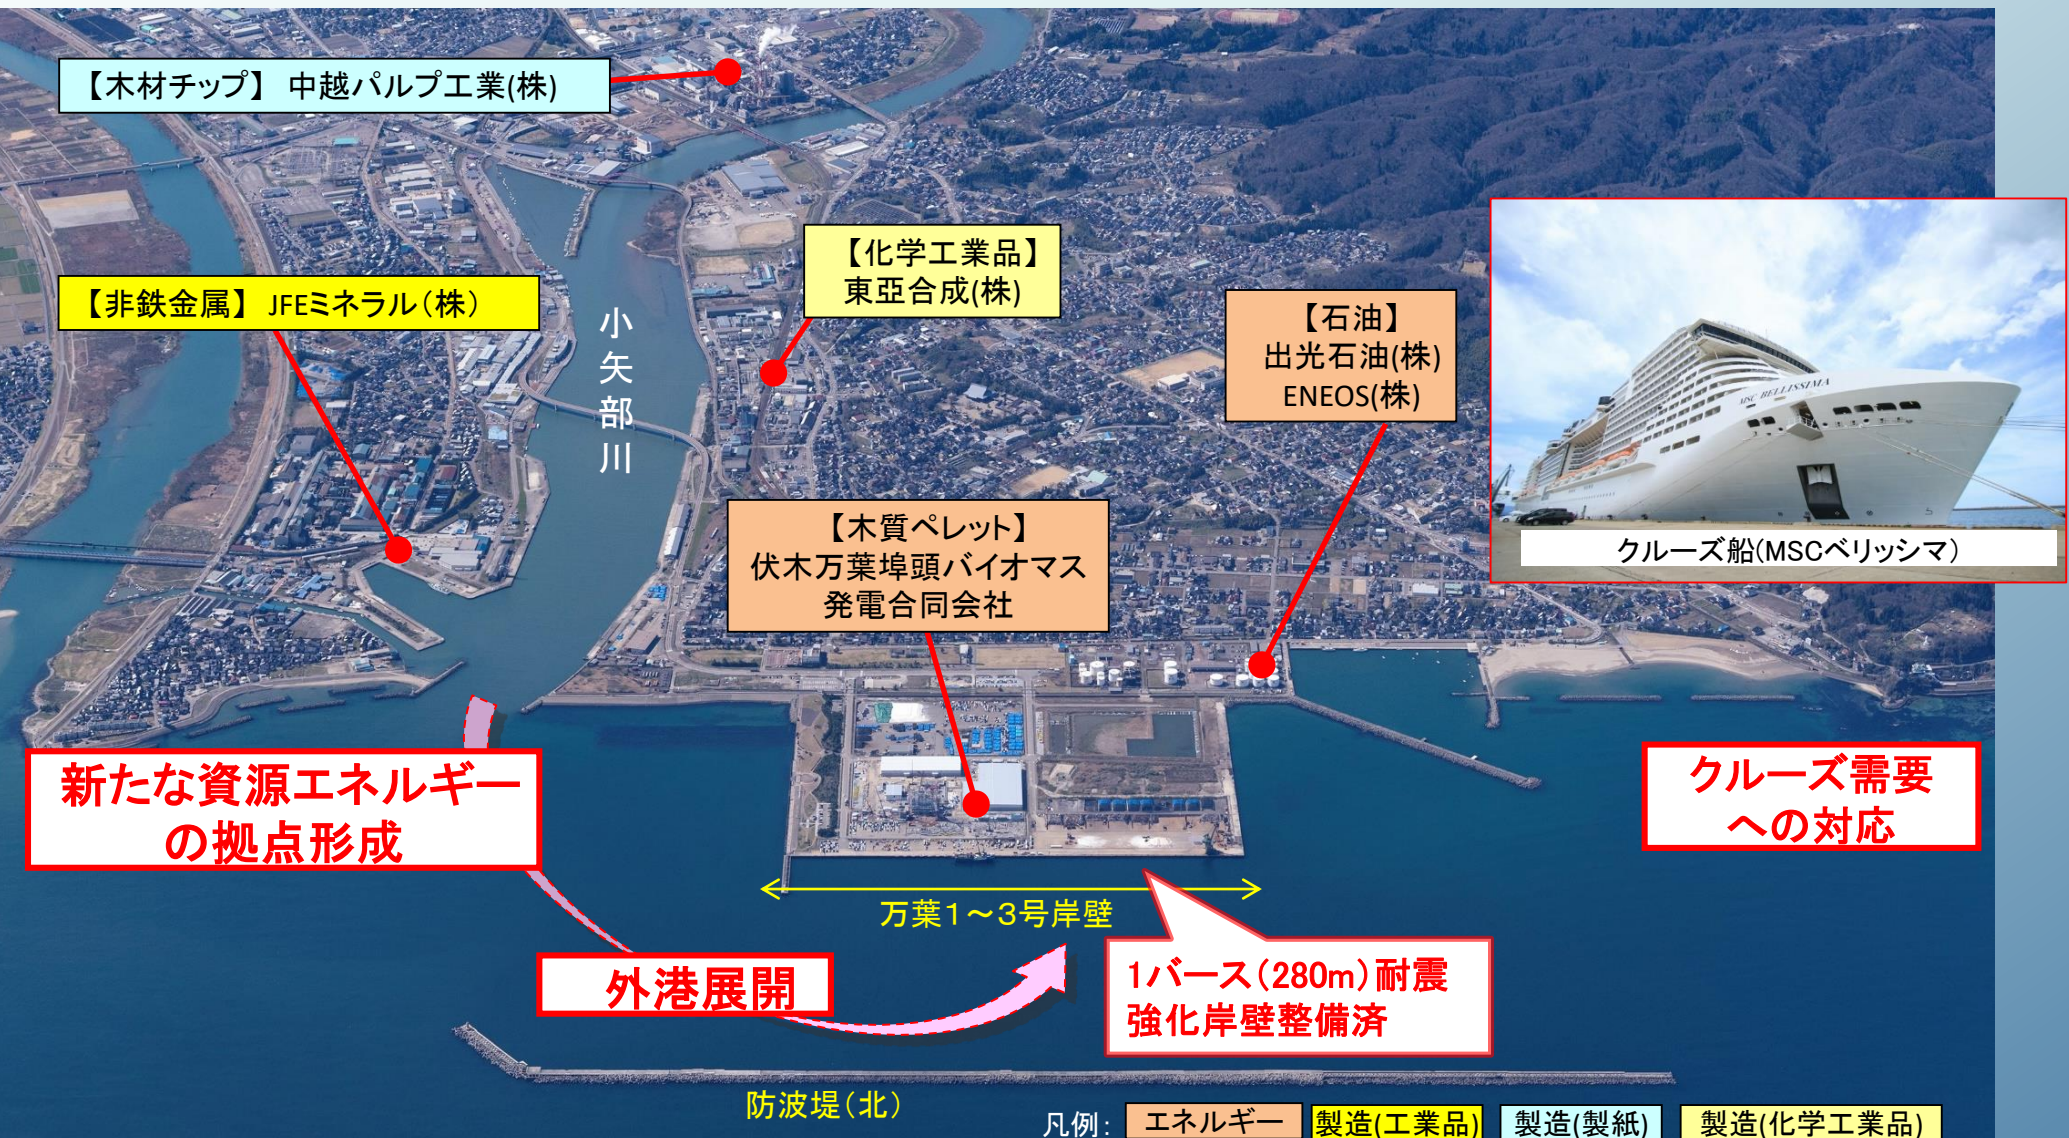 【木材チップ】 中越パルプ工業(株)
【非鉄金属】 JFEミネラル(株)
【化学工業品】
東亞合成(株)
小矢部川
【石油】
出光石油(株)
ENEOS(株)
MSC BELLISSIMA
クルーズ船(MSCベリッシマ)
【木質ペレット】
伏木万葉埠頭バイオマス
発電合同会社
新たな資源エネルギー
の拠点形成
クルーズ需要
への対応
万葉1～3号岸壁
外港展開
1バース(280m)耐震
強化岸壁整備済
防波堤(北)
凡例: エネルギー 製造(工業品) 製造(製紙) 製造(化学工業品)